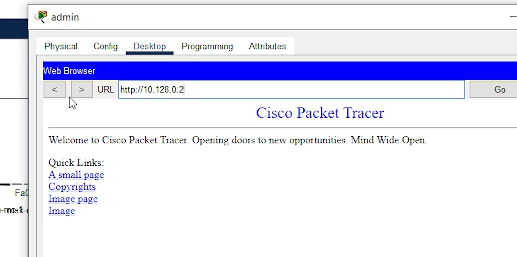 admin
Physical Config Desktop Programming Attributes
Web Browser
< > URL http://10.128.0.2 Go
Cisco Packet Tracer
Welcome to Cisco Packet Tracer. Opening doors to new opportunities. Mind Wide Open.
Quick Links:
A small page
Copyrights
Image page
Image
Fa0